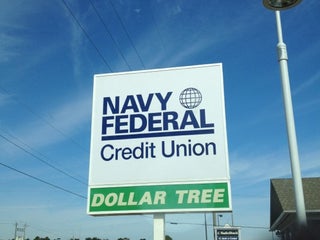 NAVY
FEDERAL
Credit Union
DOLLAR TREE